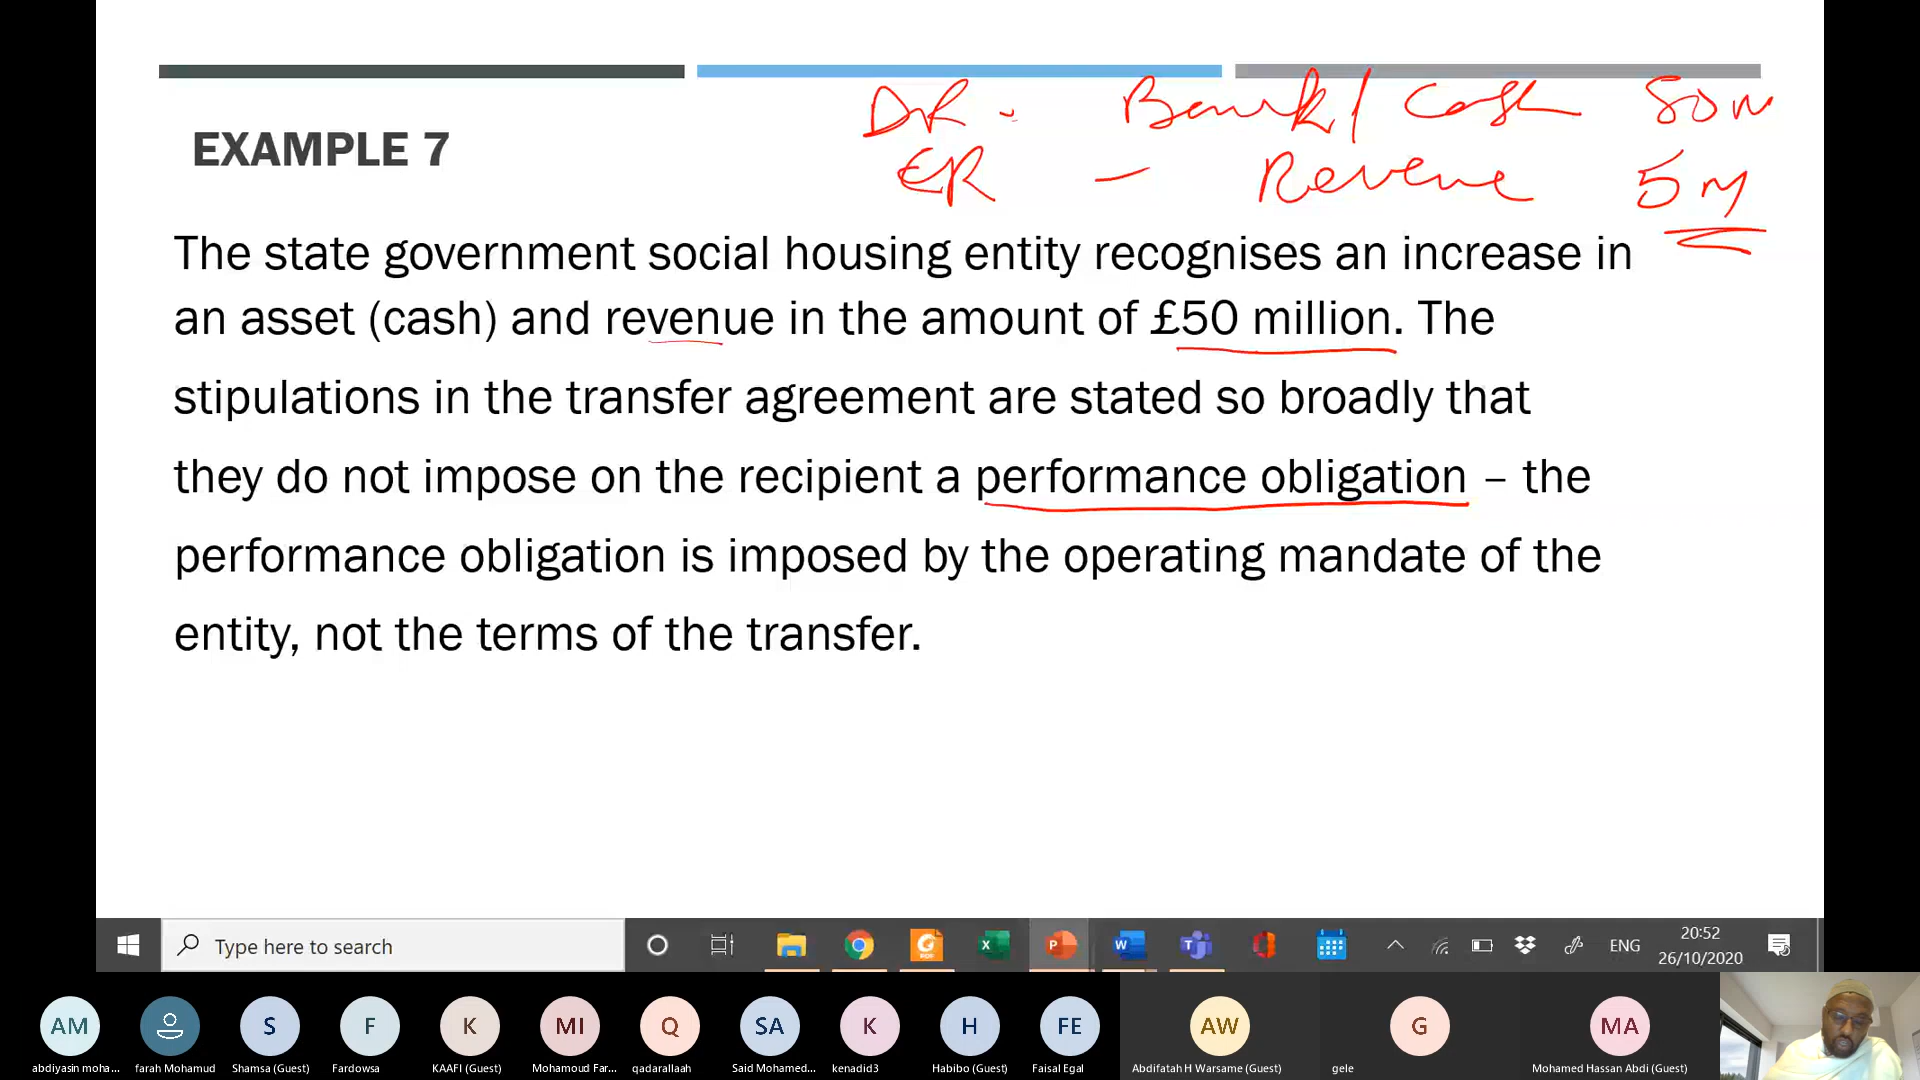 DR - Bank/Cash 50m
CR - Revenue 5m
EXAMPLE 7
The state government social housing entity recognises an increase in
an asset (cash) and revenue in the amount of £50 million. The
stipulations in the transfer agreement are stated so broadly that
they do not impose on the recipient a performance obligation – the
performance obligation is imposed by the operating mandate of the
entity, not the terms of the transfer.
Type here to search
ENG
20:52
26/10/2020
AM
S
F
K
MI
Q
SA
K
H
FE
AW
G
MA
abdiyasin moha...
farah Mohamud
Shamsa (Guest)
Fardowsa
KAAFI (Guest)
Mohamoud Far...
qadarallaah
Said Mohamed...
kenadid3
Habibo (Guest)
Faisal Egal
Abdifatah H Warsame (Guest)
gele
Mohamed Hassan Abdi (Guest)